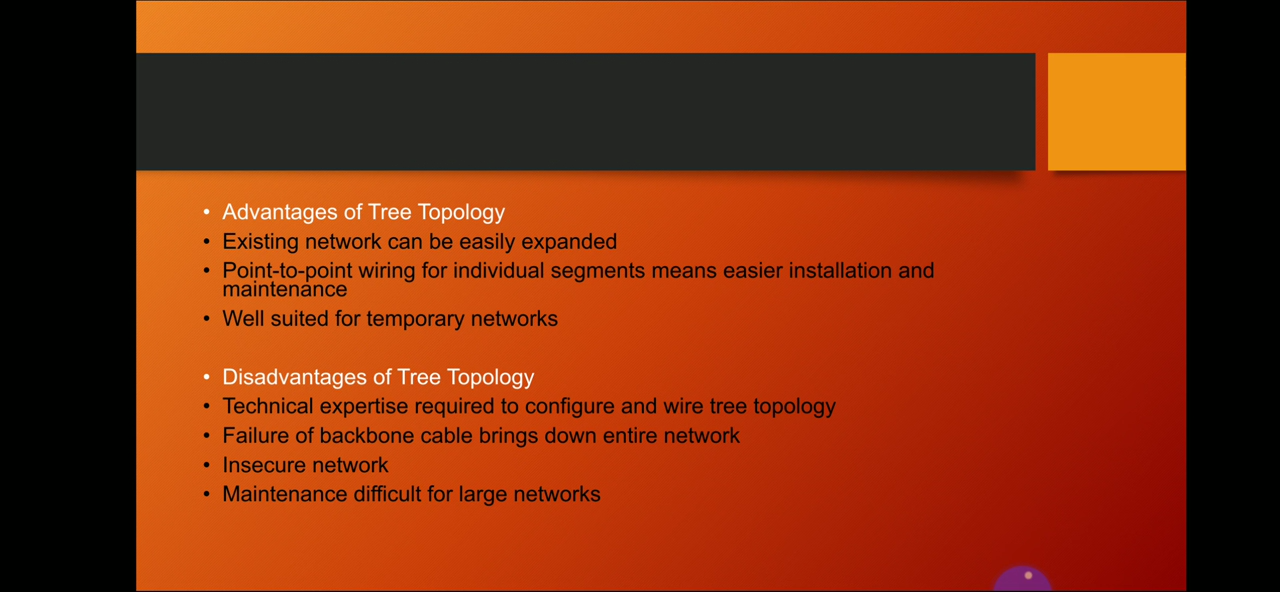 • Advantages of Tree Topology
• Existing network can be easily expanded
• Point-to-point wiring for individual segments means easier installation and
maintenance
• Well suited for temporary networks
• Disadvantages of Tree Topology
• Technical expertise required to configure and wire tree topology
• Failure of backbone cable brings down entire network
• Insecure network
• Maintenance difficult for large networks